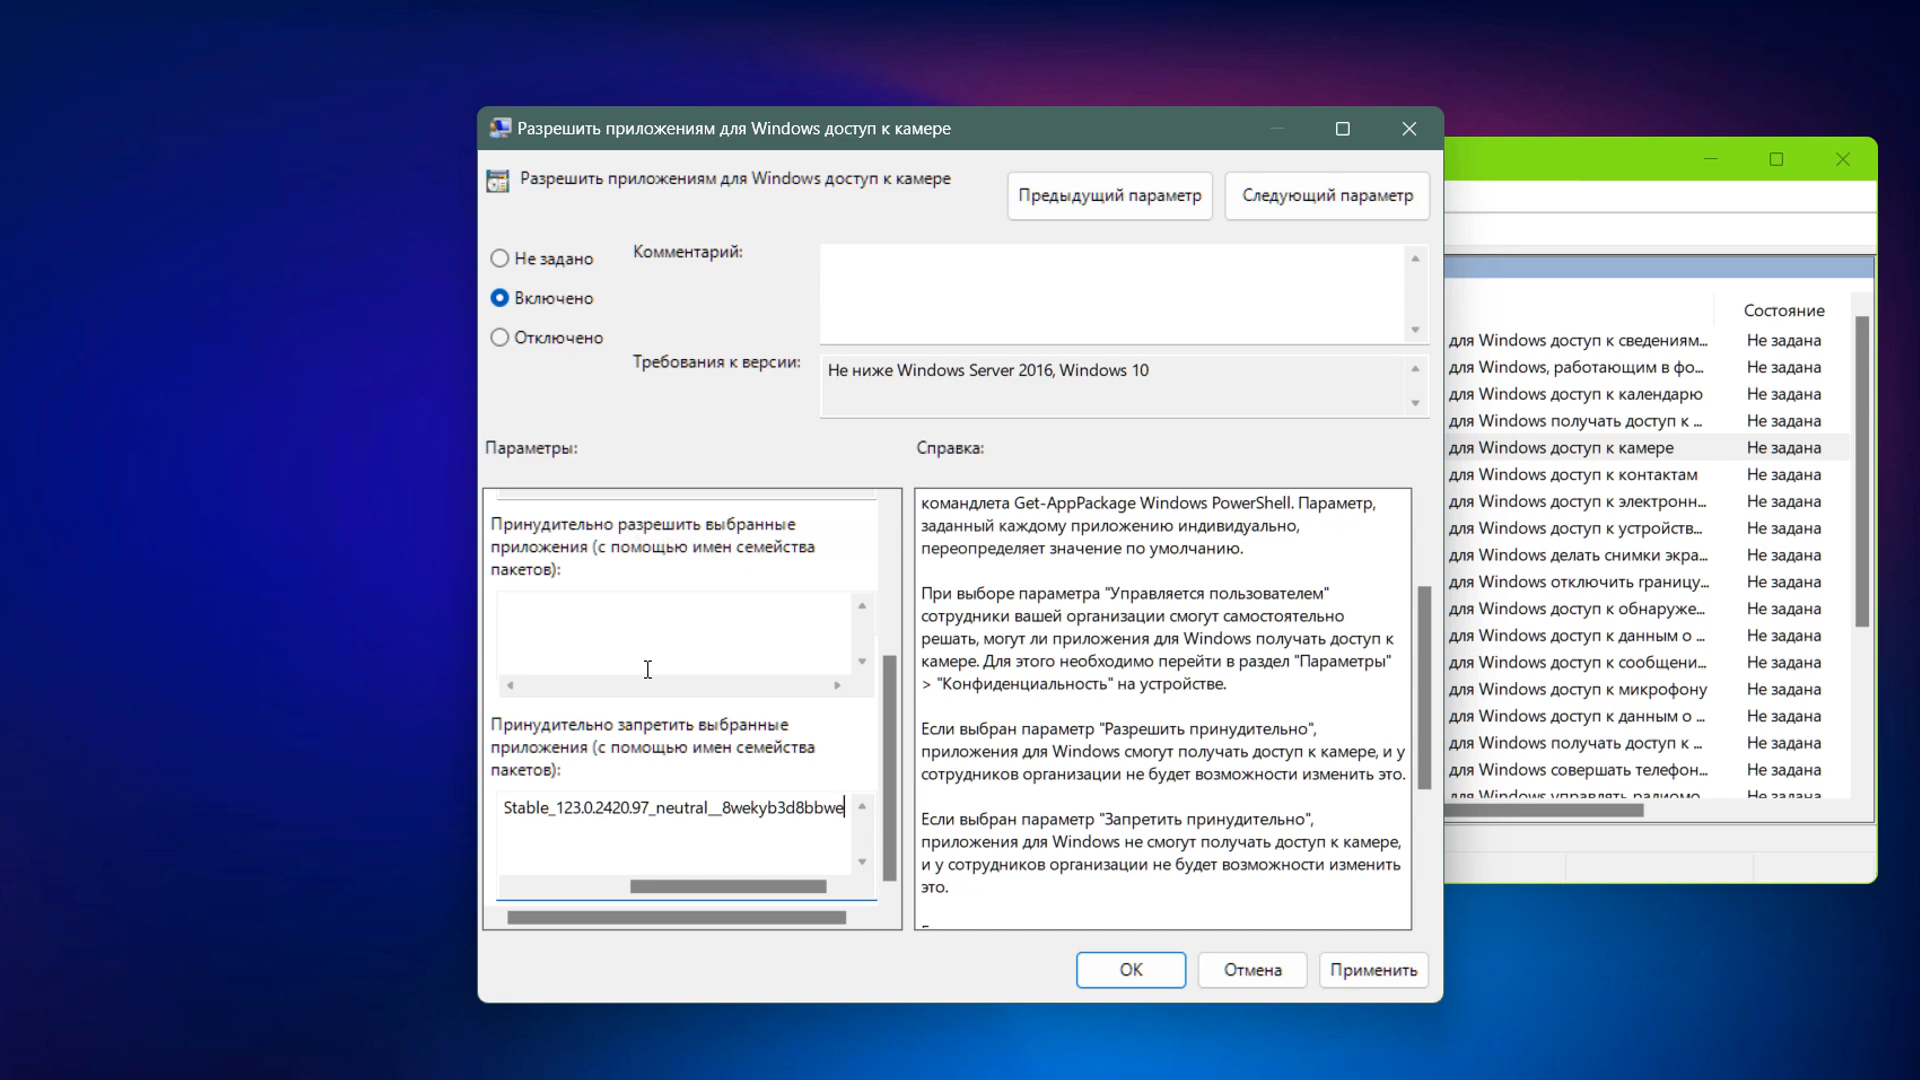 Разрешить приложениям для Windows доступ к камере
Разрешить приложениям для Windows доступ к камере
Предыдущий параметр
Следующий параметр
Не задано
Включено
Отключено
Комментарий:
Требования к версии:
Не ниже Windows Server 2016, Windows 10
Параметры:
Справка:
Принудительно разрешить выбранные
приложения (с помощью имен семейства
пакетов):
Принудительно запретить выбранные
приложения (с помощью имен семейства
пакетов):
Stable_123.0.2420.97_neutral__8wekyb3d8bbwe
командлета Get-AppPackage Windows PowerShell. Параметр,
заданный каждому приложению индивидуально,
переопределяет значение по умолчанию.
При выборе параметра "Управляется пользователем"
сотрудники вашей организации смогут самостоятельно
решать, могут ли приложения для Windows получать доступ к
камере. Для этого необходимо перейти в раздел "Параметры"
> "Конфиденциальность" на устройстве.
Если выбран параметр "Разрешить принудительно",
приложения для Windows смогут получать доступ к камере, и у
сотрудников организации не будет возможности изменить это.
Если выбран параметр "Запретить принудительно",
приложения для Windows не смогут получать доступ к камере,
и у сотрудников организации не будет возможности изменить
это.
ОК
Отмена
Применить
Состояние
для Windows доступ к сведениям... Не задана
для Windows, работающим в фо... Не задана
для Windows доступ к календарю Не задана
для Windows получать доступ к ... Не задана
для Windows доступ к камере Не задана
для Windows доступ к контактам Не задана
для Windows доступ к электронн... Не задана
для Windows доступ к устройств... Не задана
для Windows делать снимки экра... Не задана
для Windows отключить границу... Не задана
для Windows доступ к обнаруже... Не задана
для Windows доступ к данным о ... Не задана
для Windows доступ к сообщени... Не задана
для Windows доступ к микрофону Не задана
для Windows доступ к данным о ... Не задана
для Windows получать доступ к ... Не задана
для Windows совершать телефон... Не задана
для Windows управлять радиомо... Не задана